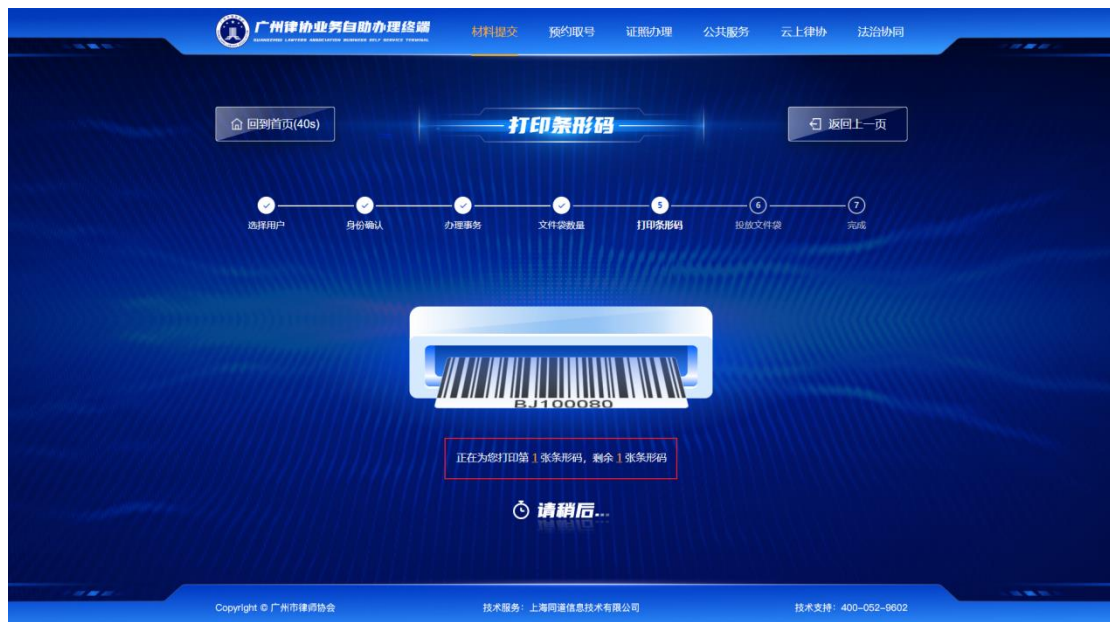 广州律协业务自助办理终端
GUANGZHOU LAWYERS ASSOCIATION BUSINESS SELF SERVICE TERMINAL
材料提交 预约取号 证照办理 公共服务 云上律协 法治协同
回到首页(40s)
打印条形码
返回上一页
5 6 7
选择用户 身份确认 办理事务 文件袋数量 打印条形码 投放文件袋 完成
BJ100080
正在为您打印第 1 张条形码，剩余 1 张条形码
请稍后...
Copyright © 广州市律师协会 技术服务：上海同道信息技术有限公司 技术支持：400-052-9602